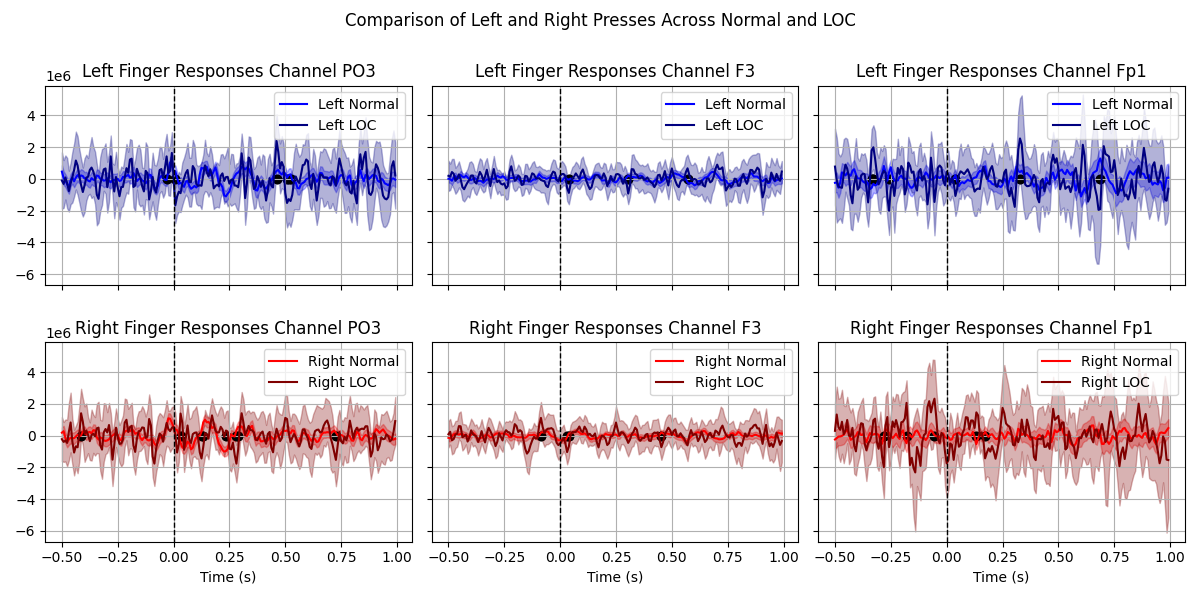 Comparison of Left and Right Presses Across Normal and LOC
1e6
Left Finger Responses Channel PO3
Left Normal
Left LOC
4
2
0
−2
−4
−6
Left Finger Responses Channel F3
Left Normal
Left LOC
Left Finger Responses Channel Fp1
Left Normal
Left LOC
1e6
Right Finger Responses Channel PO3
Right Normal
Right LOC
4
2
0
−2
−4
−6
−0.50 −0.25 0.00 0.25 0.50 0.75 1.00
Time (s)
Right Finger Responses Channel F3
Right Normal
Right LOC
−0.50 −0.25 0.00 0.25 0.50 0.75 1.00
Time (s)
Right Finger Responses Channel Fp1
Right Normal
Right LOC
−0.50 −0.25 0.00 0.25 0.50 0.75 1.00
Time (s)